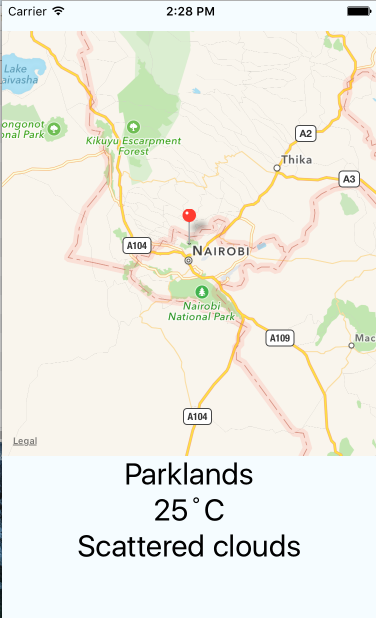 Carrier
2:28 PM
Lake
aivasha
ongonot
onal Park
Kikuyu Escarpment
Forest
A2
Thika
A3
A104
NAIROBI
Nairobi
National Park
A109
Mac
A104
Legal
Parklands
25°C
Scattered clouds